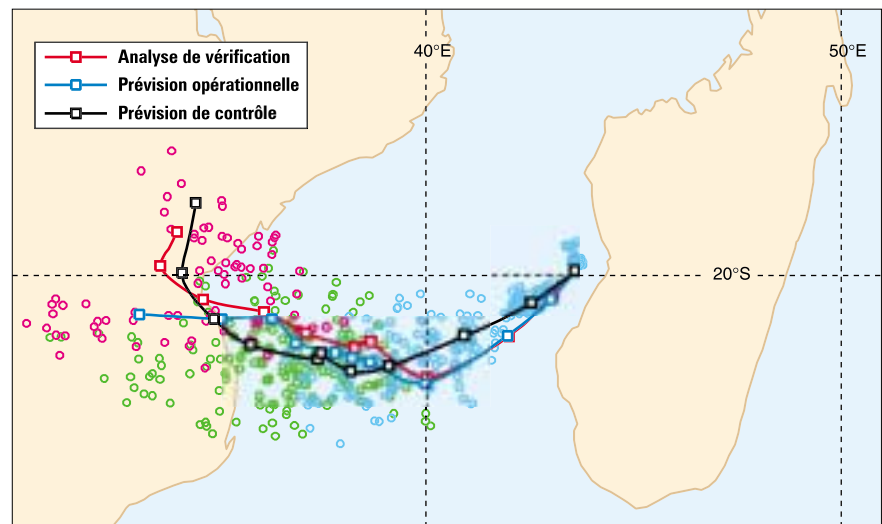 40°E
50°E
Analyse de vérification
Prévision opérationnelle
Prévision de contrôle
20°S